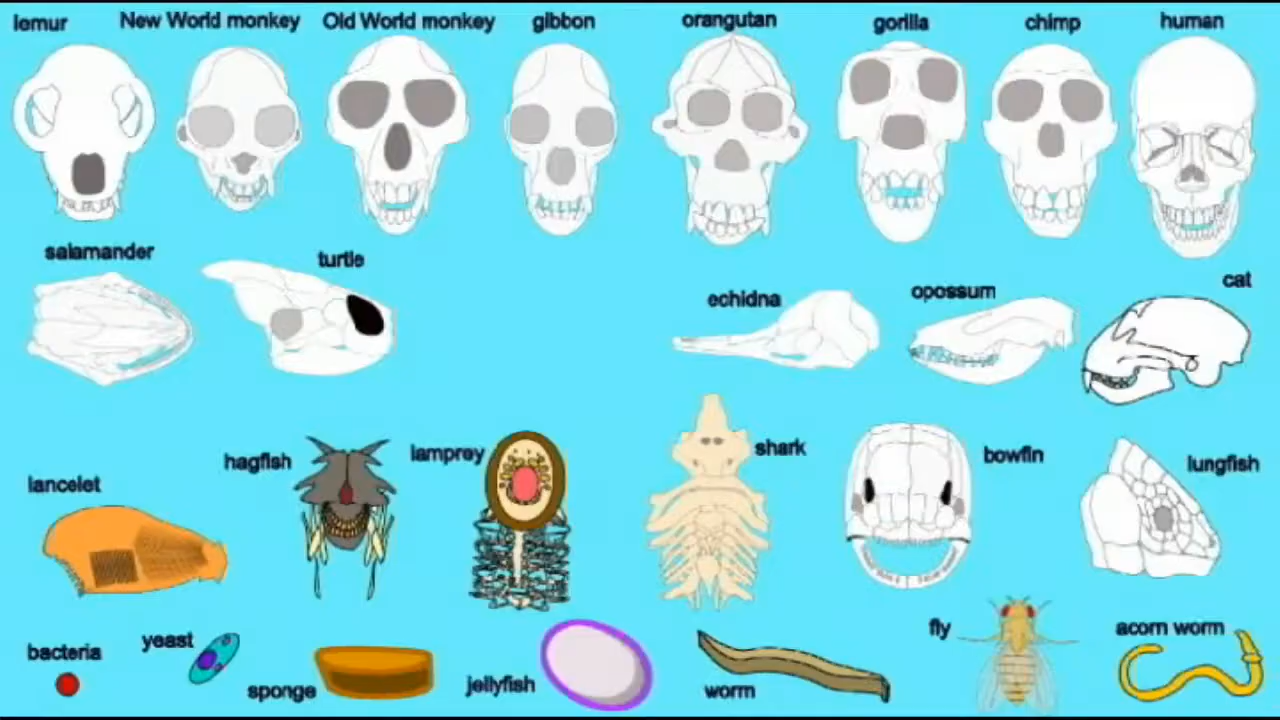 lemur
New World monkey
Old World monkey
gibbon
orangutan
gorilla
chimp
human
salamander
turtle
echidna
opossum
cat
lancelet
hagfish
lamprey
shark
bowfin
lungfish
bacteria
yeast
sponge
jellyfish
worm
fly
acorn worm